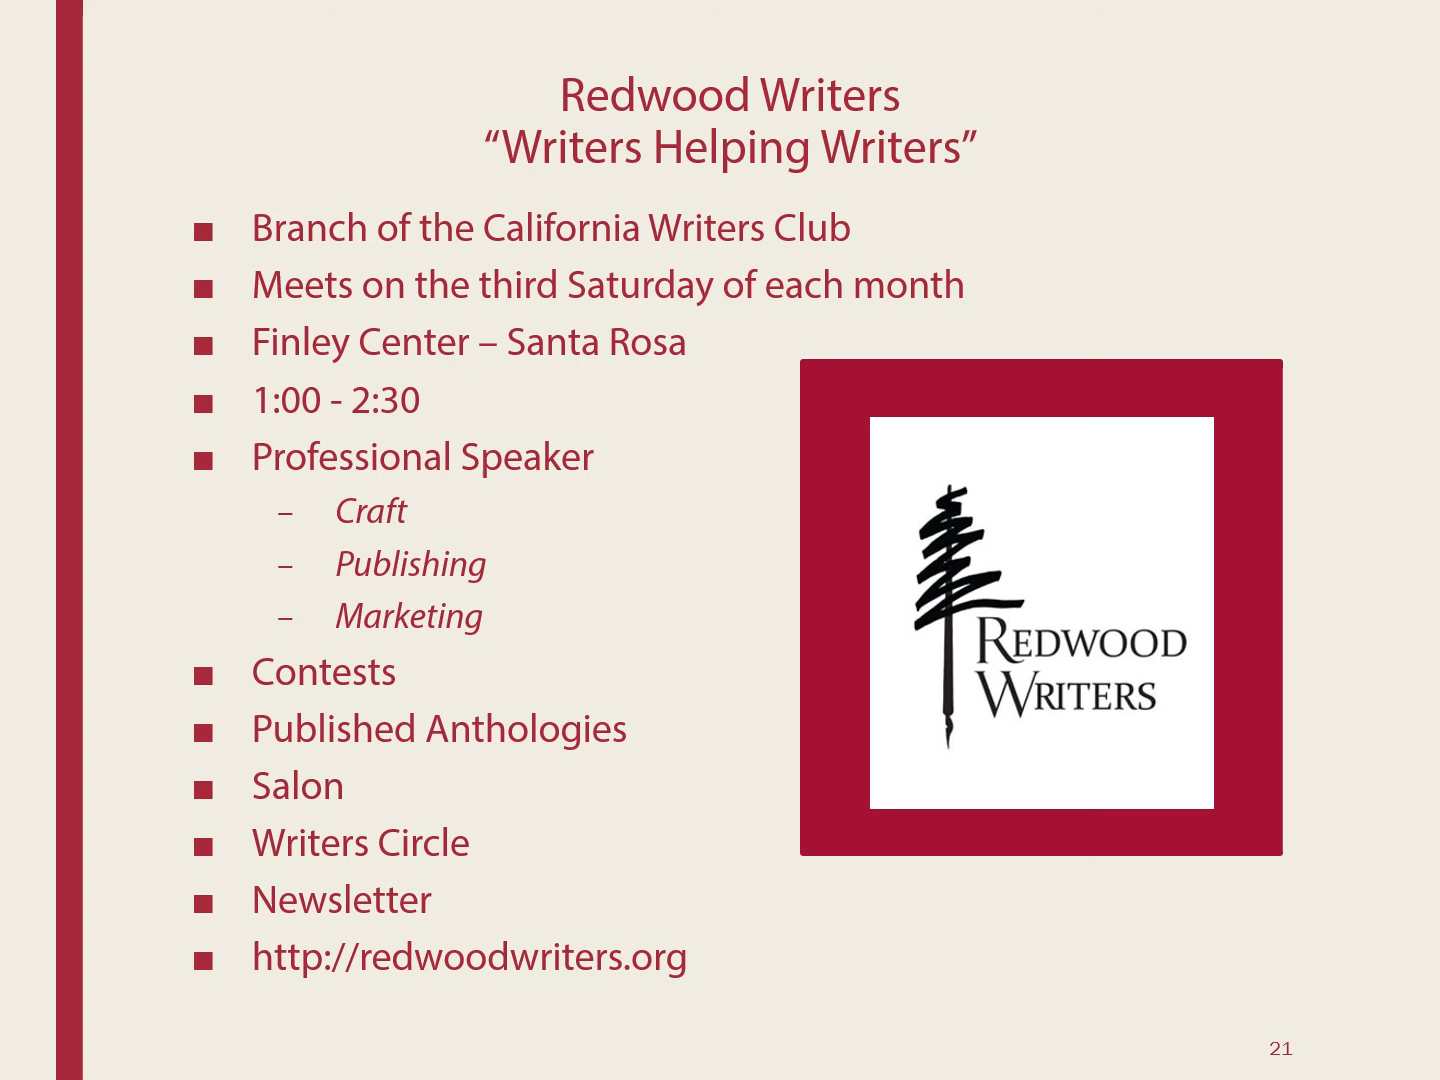 Redwood Writers
“Writers Helping Writers”
■ Branch of the California Writers Club
■ Meets on the third Saturday of each month
■ Finley Center – Santa Rosa
■ 1:00 - 2:30
■ Professional Speaker
– Craft
– Publishing
– Marketing
■ Contests
■ Published Anthologies
■ Salon
■ Writers Circle
■ Newsletter
■ http://redwoodwriters.org
REDWOOD
WRITERS
21